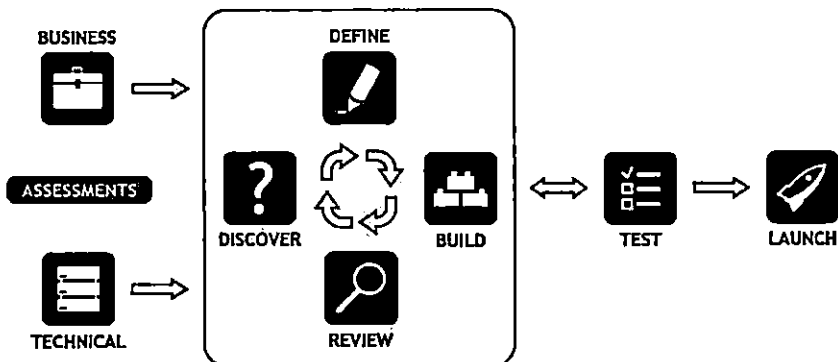 BUSINESS
DEFINE
ASSESSMENTS
DISCOVER
BUILD
TEST
LAUNCH
TECHNICAL
REVIEW